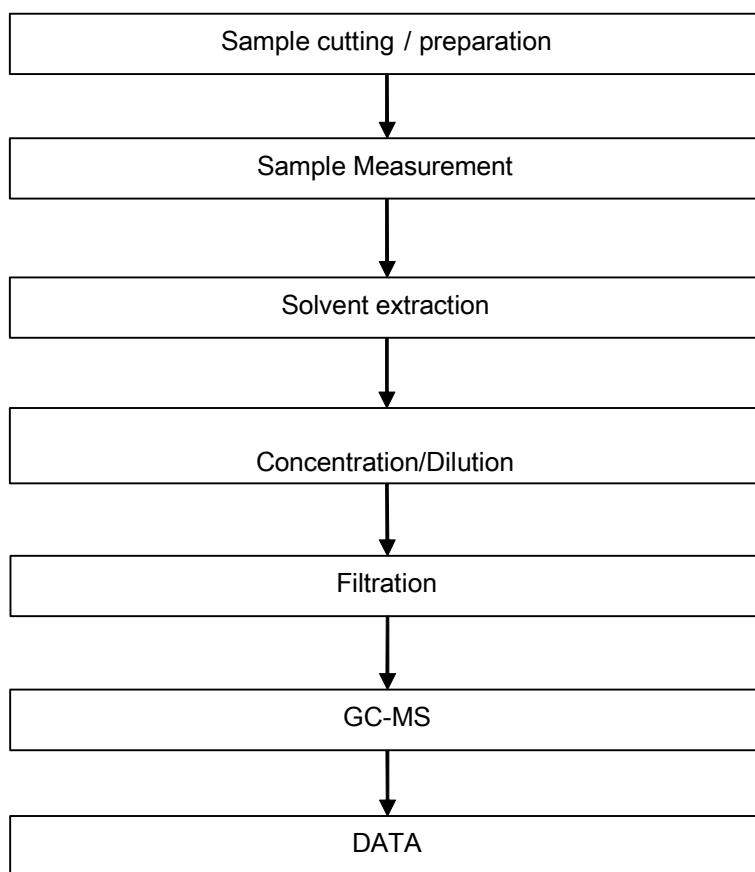 Sample cutting / preparation
Sample Measurement
Solvent extraction
Concentration/Dilution
Filtration
GC-MS
DATA